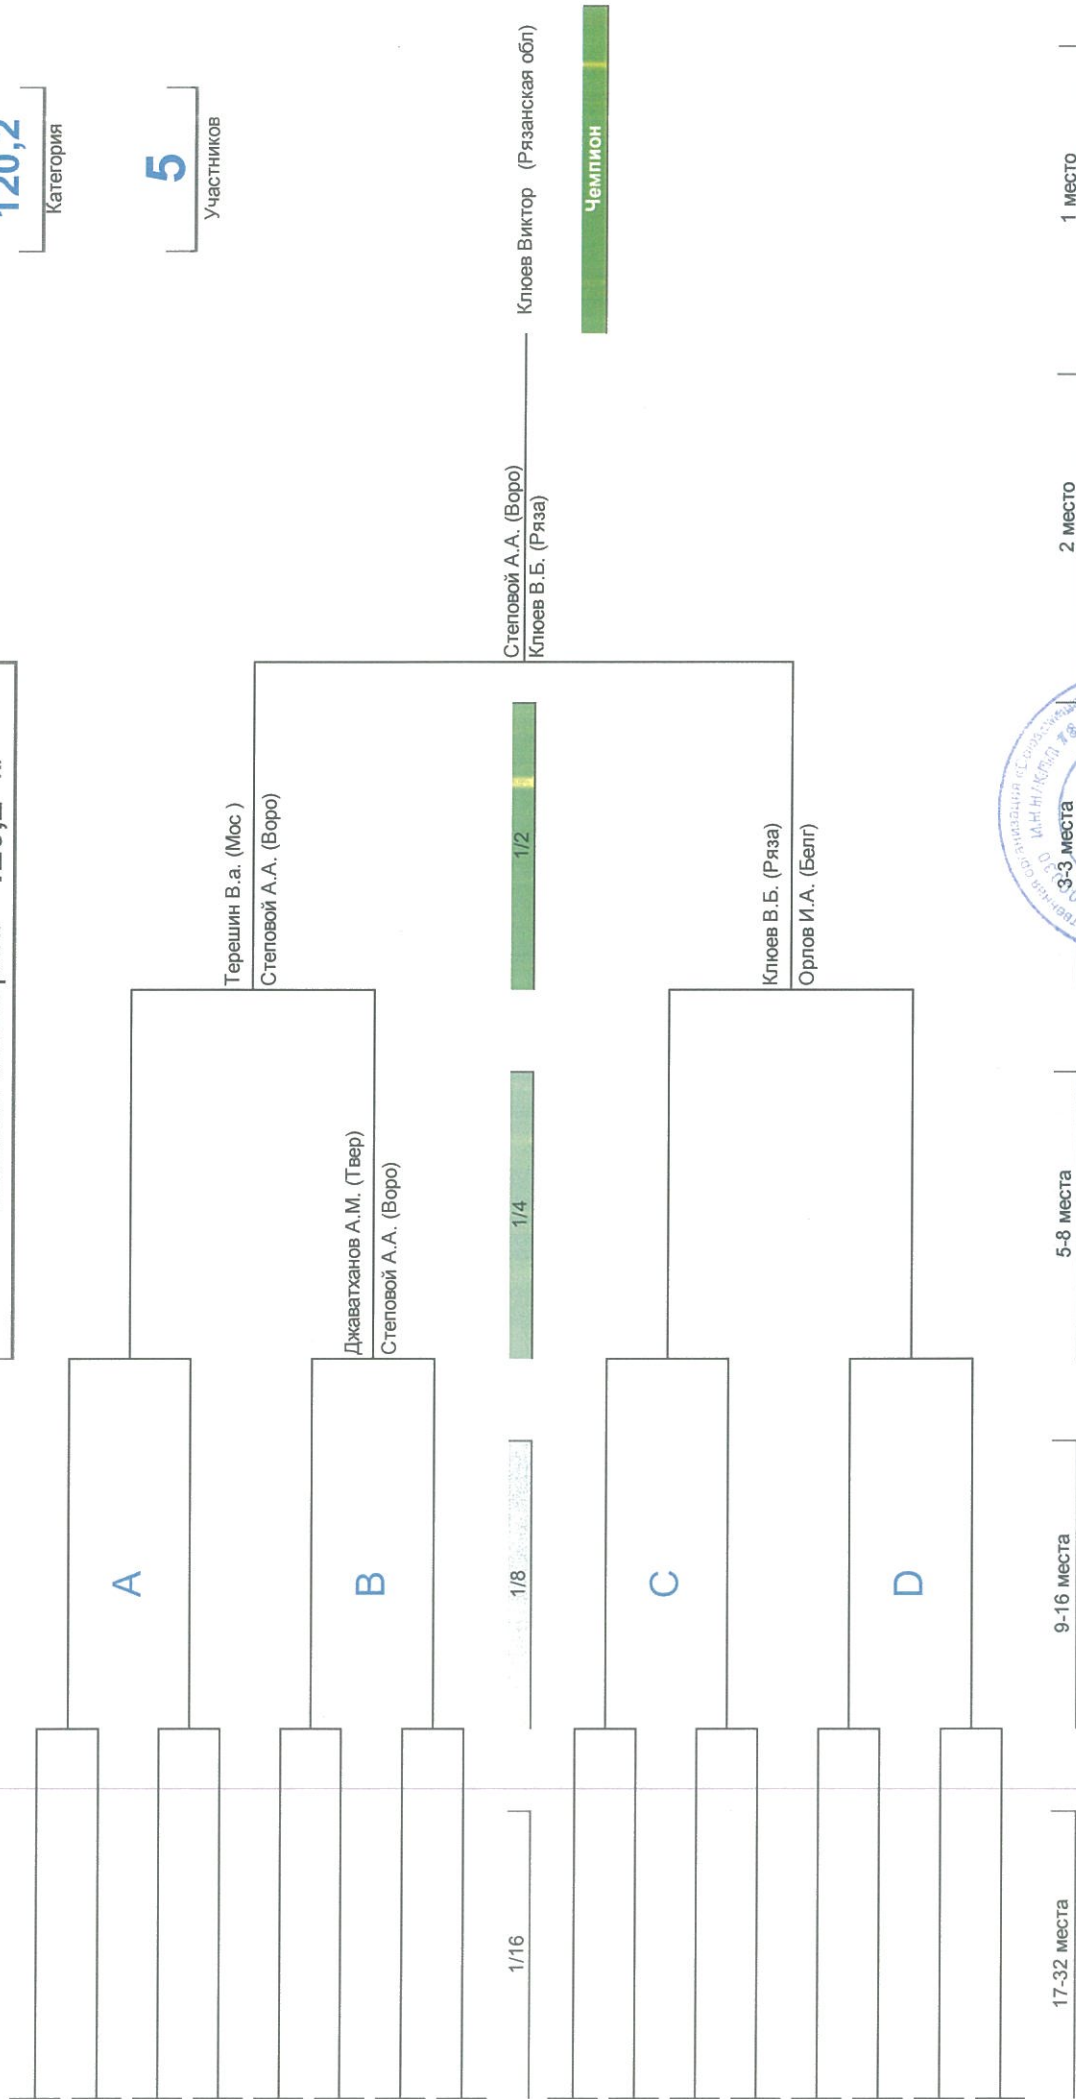 120,2
Категория
5
Участников
Клюев Виктор (Рязанская обл)
Чемпион
Степовой А.А. (Воро)
Клюев В.Б. (Ряза)
Терешин В.а. (Мос )
Степовой А.А. (Воро)
Клюев В.Б. (Ряза)
Орлов И.А. (Белг)
Джаватханов А.М. (Твер)
Степовой А.А. (Воро)
A
B
C
D
1/16
1/8
1/4
1/2
17-32 места
9-16 места
5-8 места
3-3 места
2 место
1 место